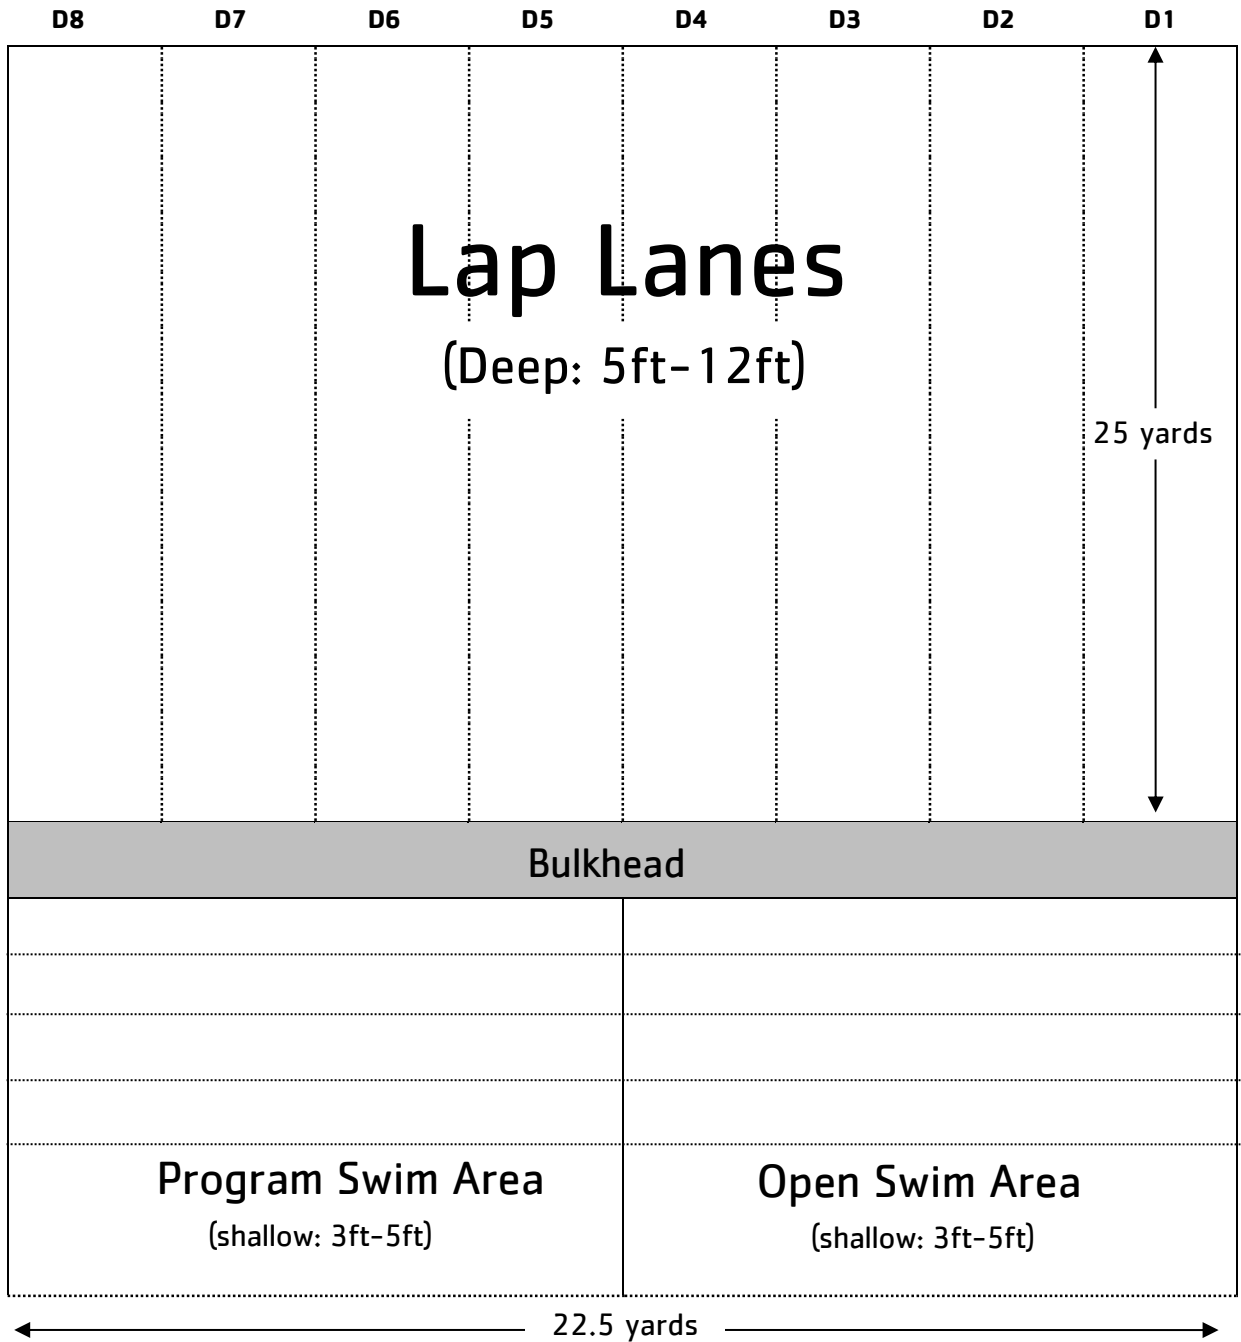 D8 D7 D6 D5 D4 D3 D2 D1
Lap Lanes
(Deep: 5ft-12ft)
25 yards
Bulkhead
Program Swim Area
(shallow: 3ft-5ft)
Open Swim Area
(shallow: 3ft-5ft)
22.5 yards